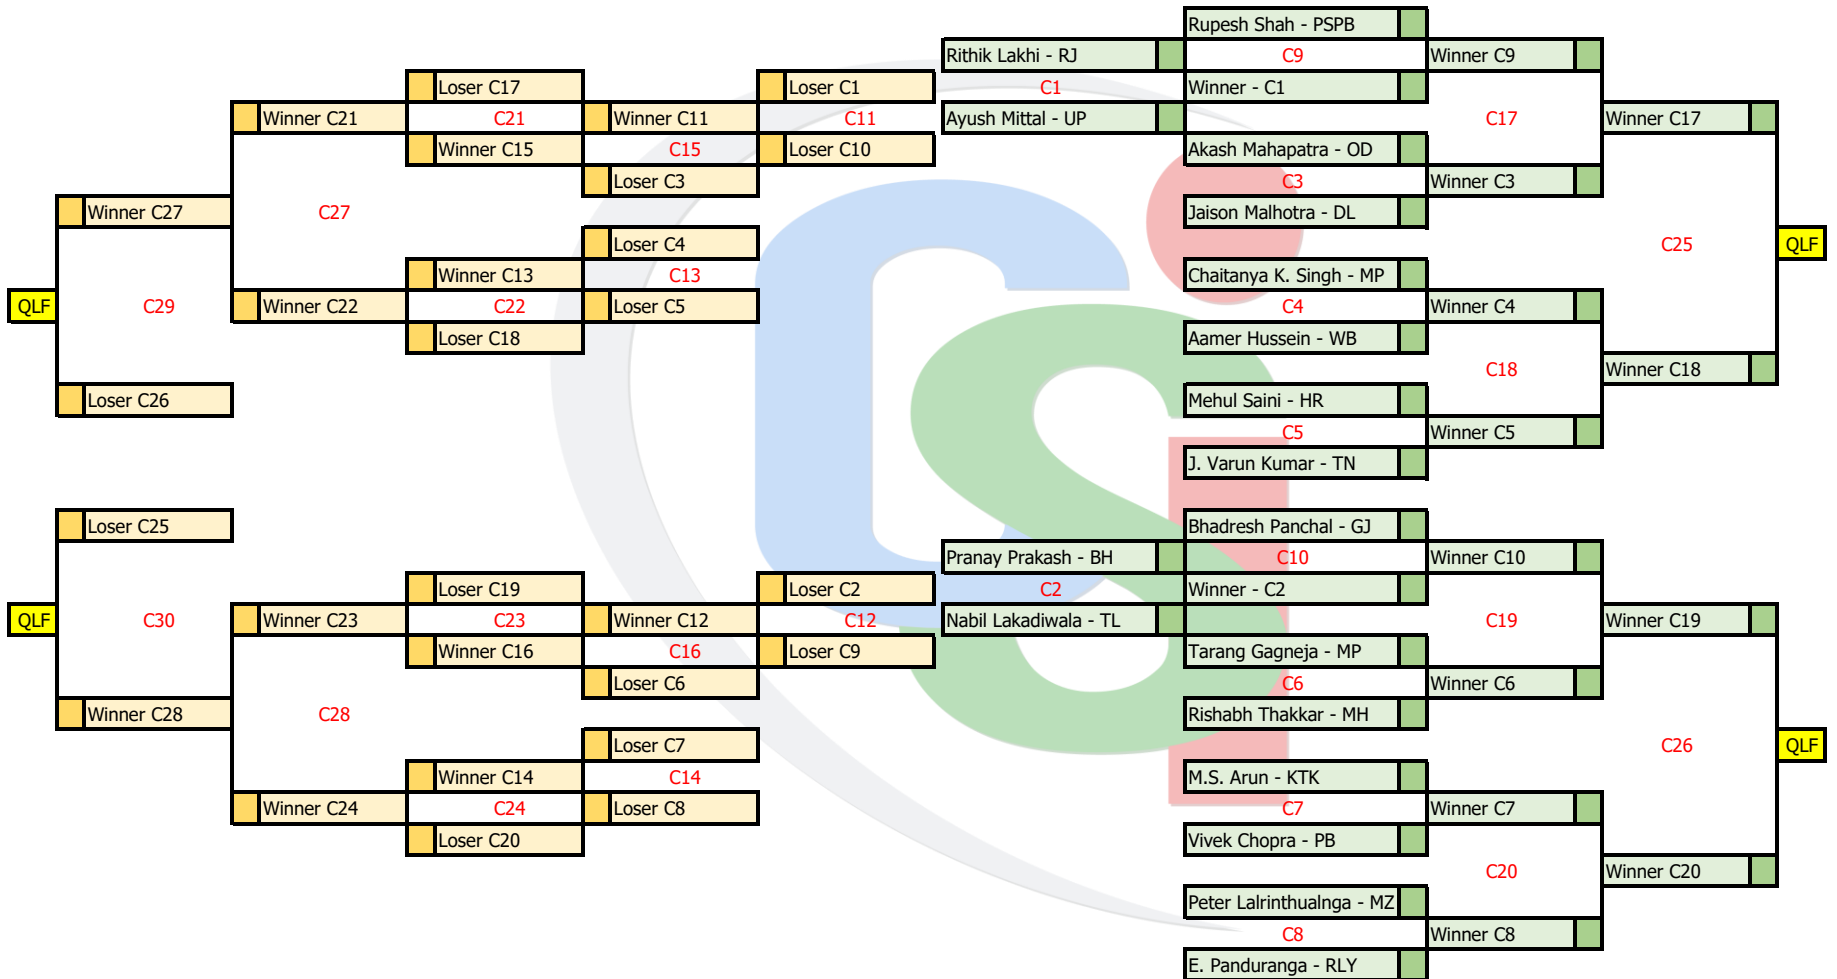 Rupesh Shah - PSPB
Rithik Lakhi - RJ C9 Winner C9
Loser C17 Loser C1 C1 Winner - C1
Winner C21 C21 Winner C11 C11 Ayush Mittal - UP C17 Winner C17
Winner C15 C15 Loser C10 Akash Mahapatra - OD
Loser C3 C3 Winner C3
Winner C27 C27 Jaison Malhotra - DL
Loser C4 C25 QLF
Winner C13 C13 Chaitanya K. Singh - MP
QLF C29 Winner C22 C22 Loser C5 C4 Winner C4
Loser C18 Aamer Hussein - WB
C18 Winner C18
Loser C26 Mehul Saini - HR
C5 Winner C5
J. Varun Kumar - TN
Loser C25 Bhadresh Panchal - GJ
Pranay Prakash - BH C10 Winner C10
Loser C19 Loser C2 C2 Winner - C2
QLF C30 Winner C23 C23 Winner C12 C12 Nabil Lakadiwala - TL C19 Winner C19
Winner C16 C16 Loser C9 Tarang Gagneja - MP
Loser C6 C6 Winner C6
Winner C28 C28 Rishabh Thakkar - MH
Loser C7 C26 QLF
Winner C14 C14 M.S. Arun - KTK
Winner C24 C24 Loser C8 C7 Winner C7
Loser C20 Vivek Chopra - PB
C20 Winner C20
Peter Lalrinthualnga - MZ
C8 Winner C8
E. Panduranga - RLY